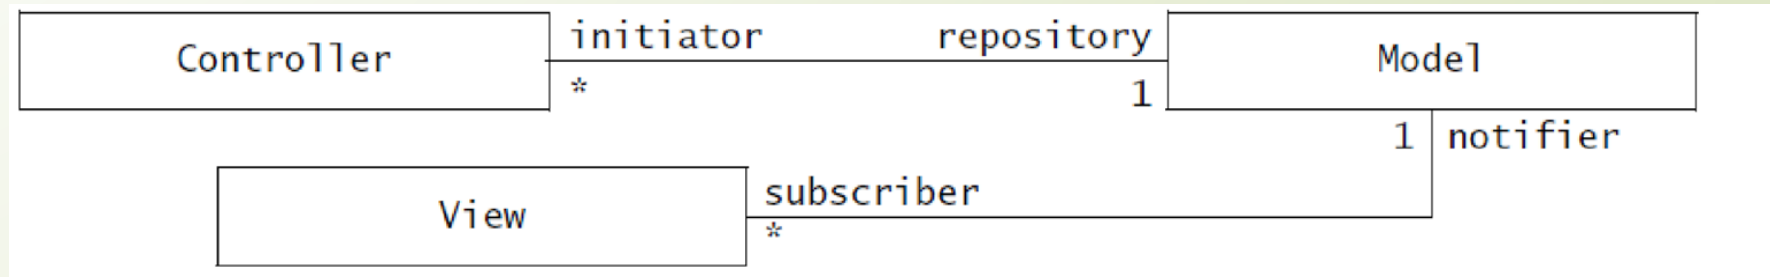 Controller
initiator
repository
*
1
Model
1
notifier
View
subscriber
*